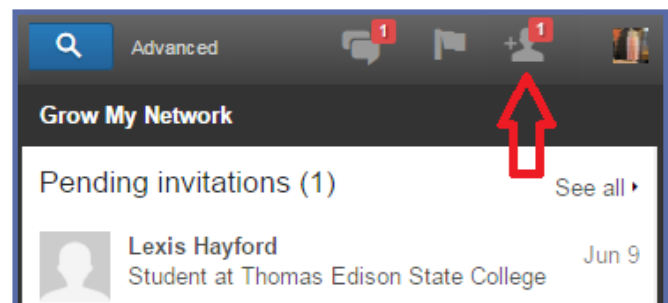 Advanced 1 1
Grow My Network
Pending invitations (1) See all
Lexis Hayford
Jun 9
Student at Thomas Edison State College